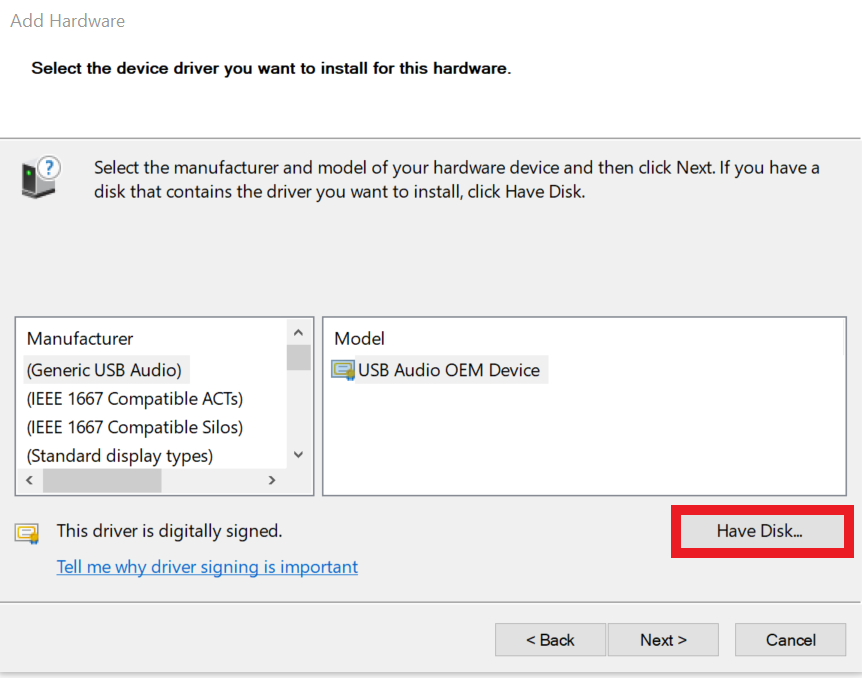 Add Hardware
Select the device driver you want to install for this hardware.
?
Select the manufacturer and model of your hardware device and then click Next. If you have a
disk that contains the driver you want to install, click Have Disk.
Manufacturer
(Generic USB Audio)
(IEEE 1667 Compatible ACTs)
(IEEE 1667 Compatible Silos)
(Standard display types)
Model
USB Audio OEM Device
This driver is digitally signed.
Have Disk...
Tell me why driver signing is important
< Back
Next >
Cancel